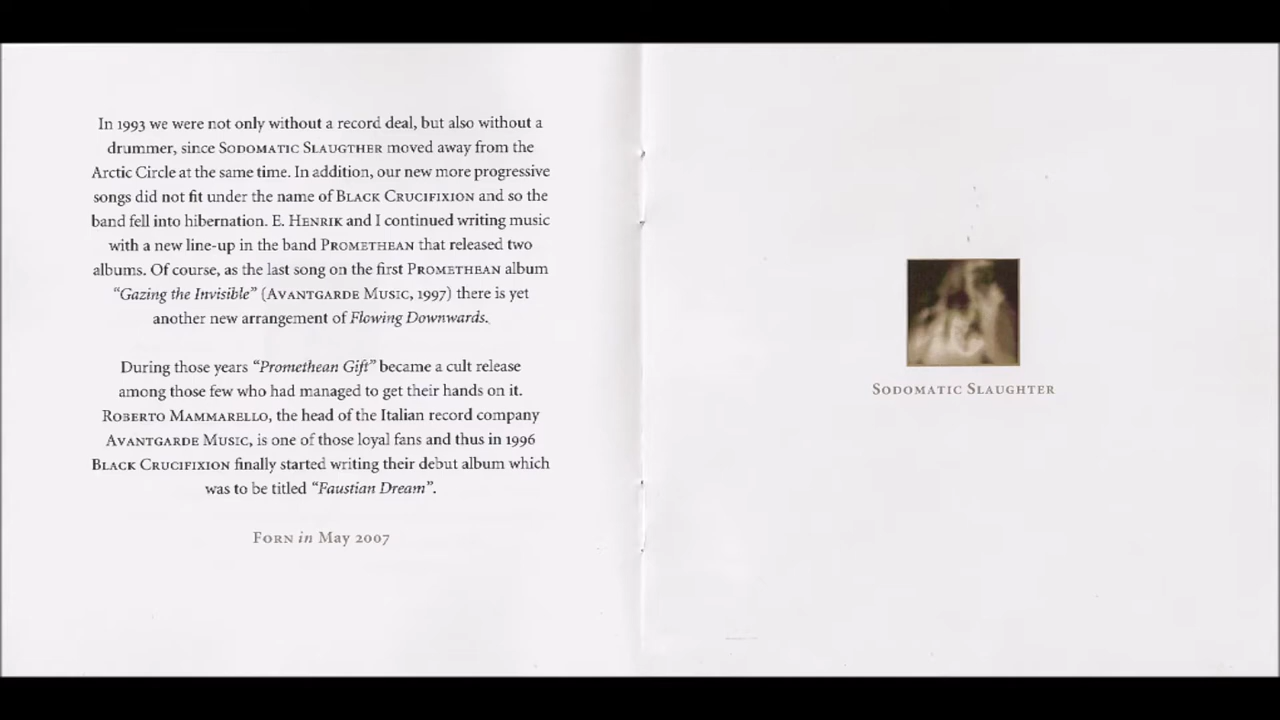 In 1993 we were not only without a record deal, but also without a
drummer, since Sodomatic Slaugther moved away from the
Arctic Circle at the same time. In addition, our new more progressive
songs did not fit under the name of Black Crucifixion and so the
band fell into hibernation. E. Henrik and I continued writing music
with a new line-up in the band Promethean that released two
albums. Of course, as the last song on the first Promethean album
“Gazing the Invisible” (Avantgarde Music, 1997) there is yet
another new arrangement of Flowing Downwards.
During those years “Promethean Gift” became a cult release
among those few who had managed to get their hands on it.
Roberto Mammarello, the head of the Italian record company
Avantgarde Music, is one of those loyal fans and thus in 1996
Black Crucifixion finally started writing their debut album which
was to be titled “Faustian Dream”.
Forn in May 2007
Sodomatic Slaughter